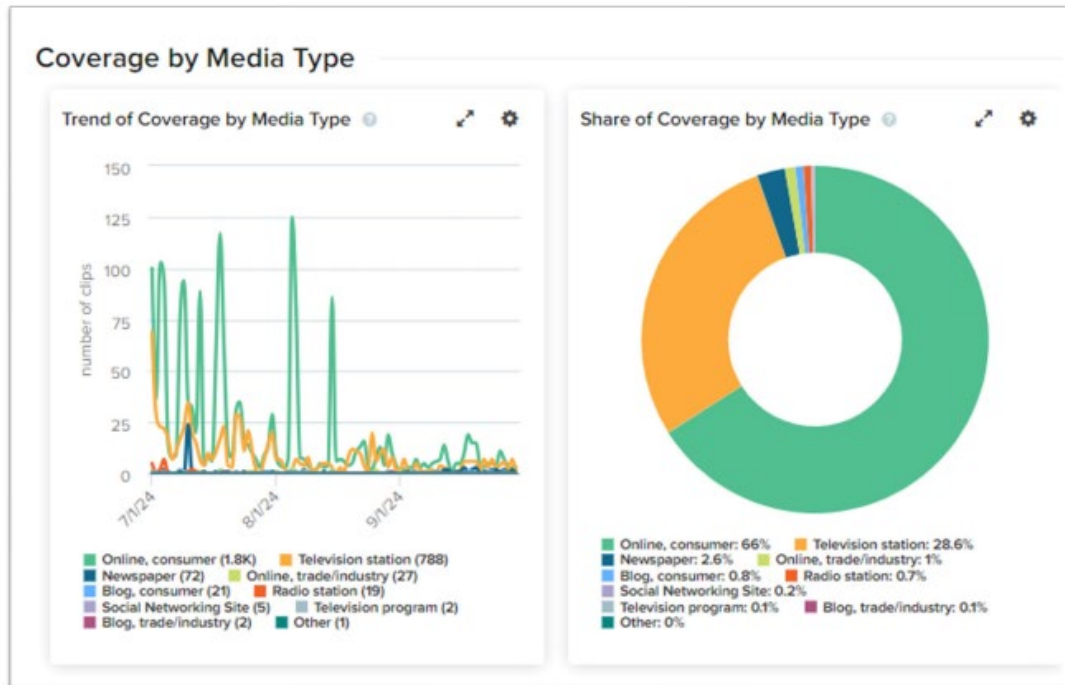 Coverage by Media Type
Trend of Coverage by Media Type
150
125
100
75
50
25
0
number of clips
7/1/24
8/1/24
9/1/24
Online, consumer (1.8K) Television station (788)
Newspaper (72) Online, trade/industry (27)
Blog, consumer (21) Radio station (19)
Social Networking Site (5) Television program (2)
Blog, trade/industry (2) Other (1)
Share of Coverage by Media Type
Online, consumer: 66% Television station: 28.6%
Newspaper: 2.6% Online, trade/industry: 1%
Blog, consumer: 0.8% Radio station: 0.7%
Social Networking Site: 0.2%
Television program: 0.1% Blog, trade/industry: 0.1%
Other: 0%